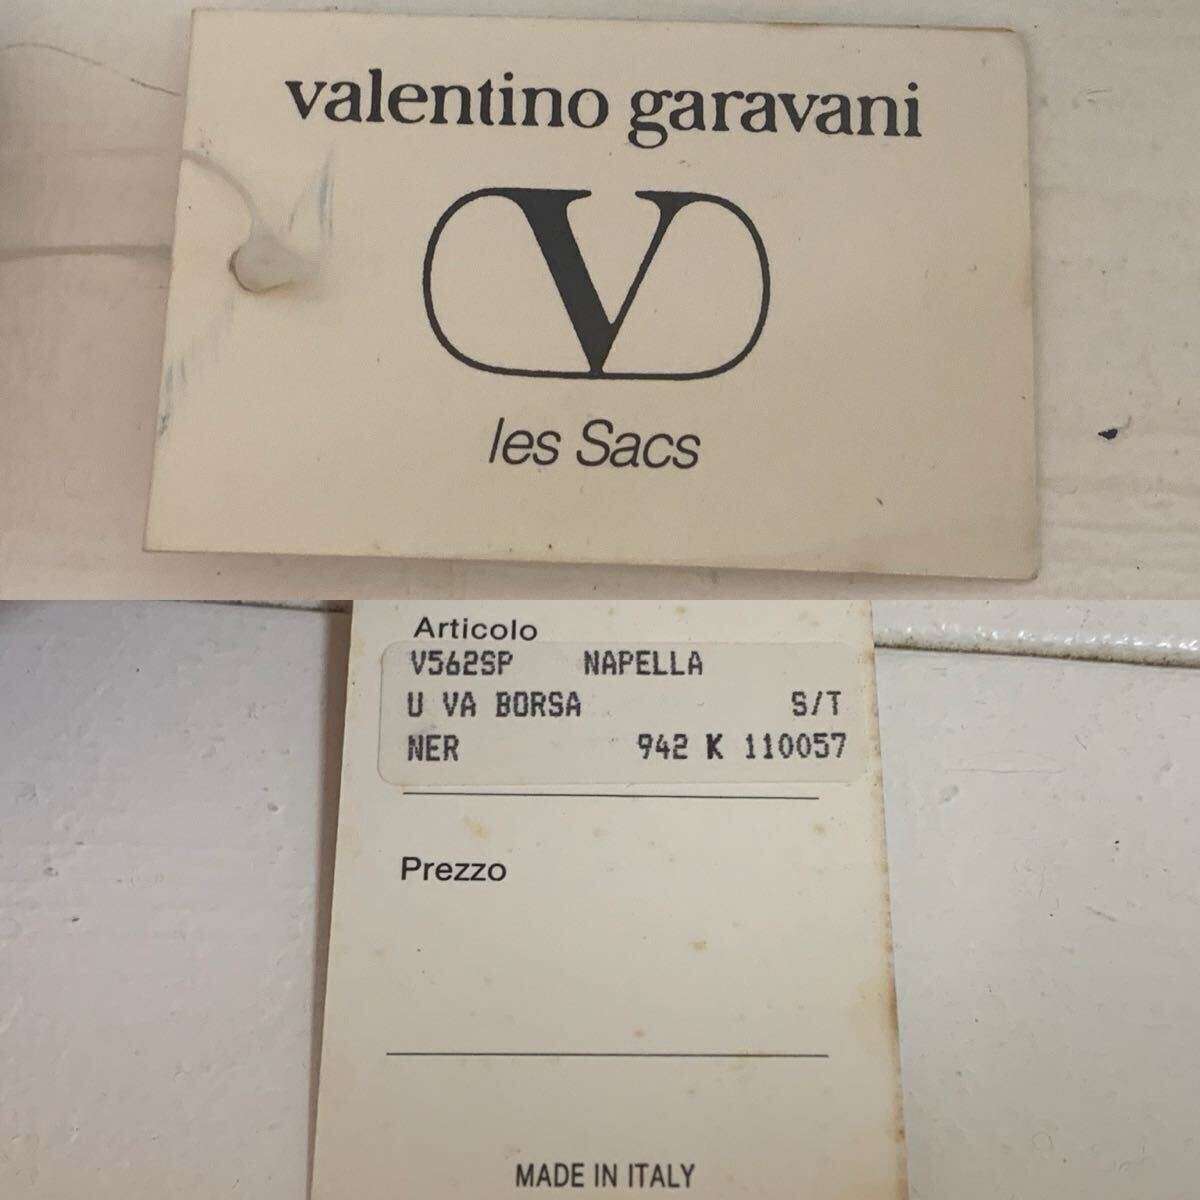 valentino garavani
V
les Sacs
Articolo
V562SP NAPELLA
U VA BORSA S/T
NER 942 K 110057
Prezzo
MADE IN ITALY